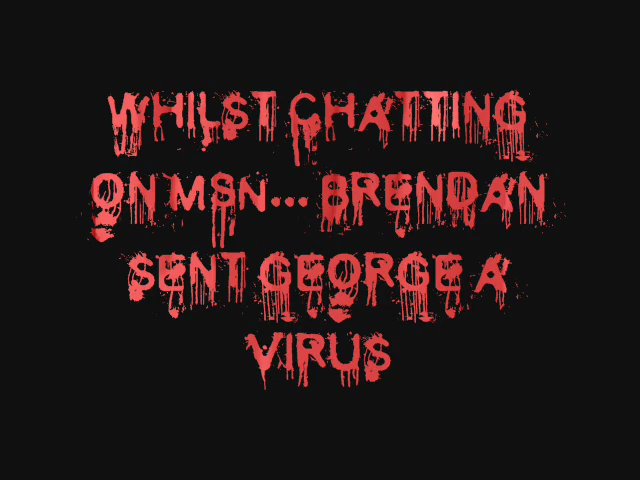 WHILST CHATTING
ON MSN... BRENDAN
SENT GEORGE A
VIRUS